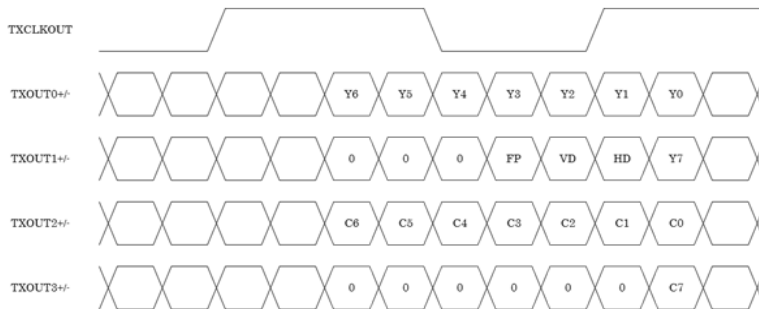 TXCLKOUT
TXOUT0+/- Y6 Y5 Y4 Y3 Y2 Y1 Y0
TXOUT1+/- 0 0 0 FP VD HD Y7
TXOUT2+/- C6 C5 C4 C3 C2 C1 C0
TXOUT3+/- 0 0 0 0 0 0 C7